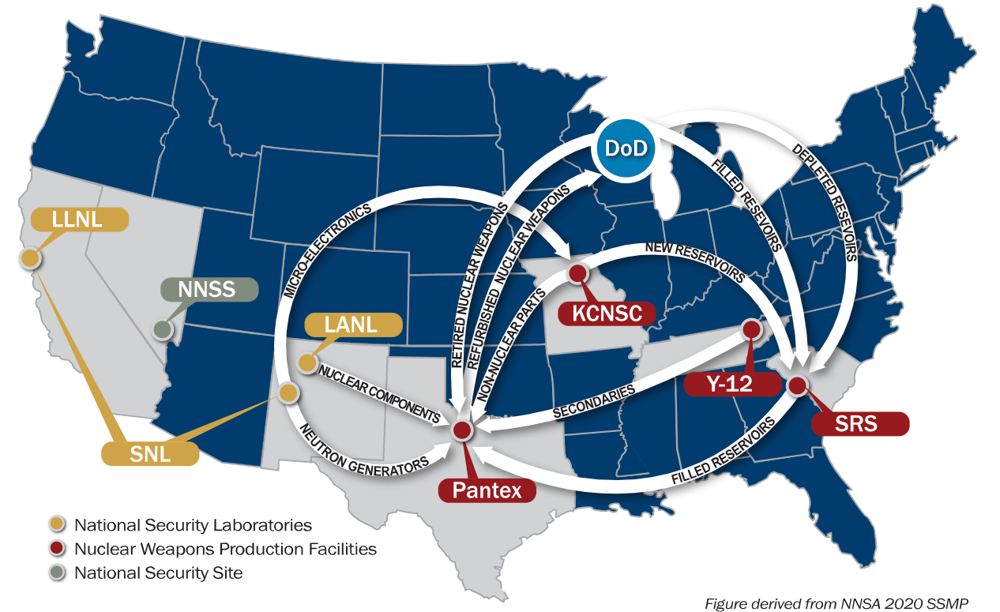 DoD
DEPLETED RESEVOIRS
FILLED RESEVOIRS
MICRO-ELECTRONICS
RETIRED NUCLEAR WEAPONS
REFURBISHED NUCLEAR WEAPONS
NON-NUCLEAR PARTS
NEW RESERVOIRS
LLNL
NNSS
LANL
KCNSC
NUCLEAR COMPONENTS
Y-12
SECONDARIES
SRS
NEUTRON GENERATORS
SNL
FILLED RESERVOIRS
Pantex
National Security Laboratories
Nuclear Weapons Production Facilities
National Security Site
Figure derived from NNSA 2020 SSMP